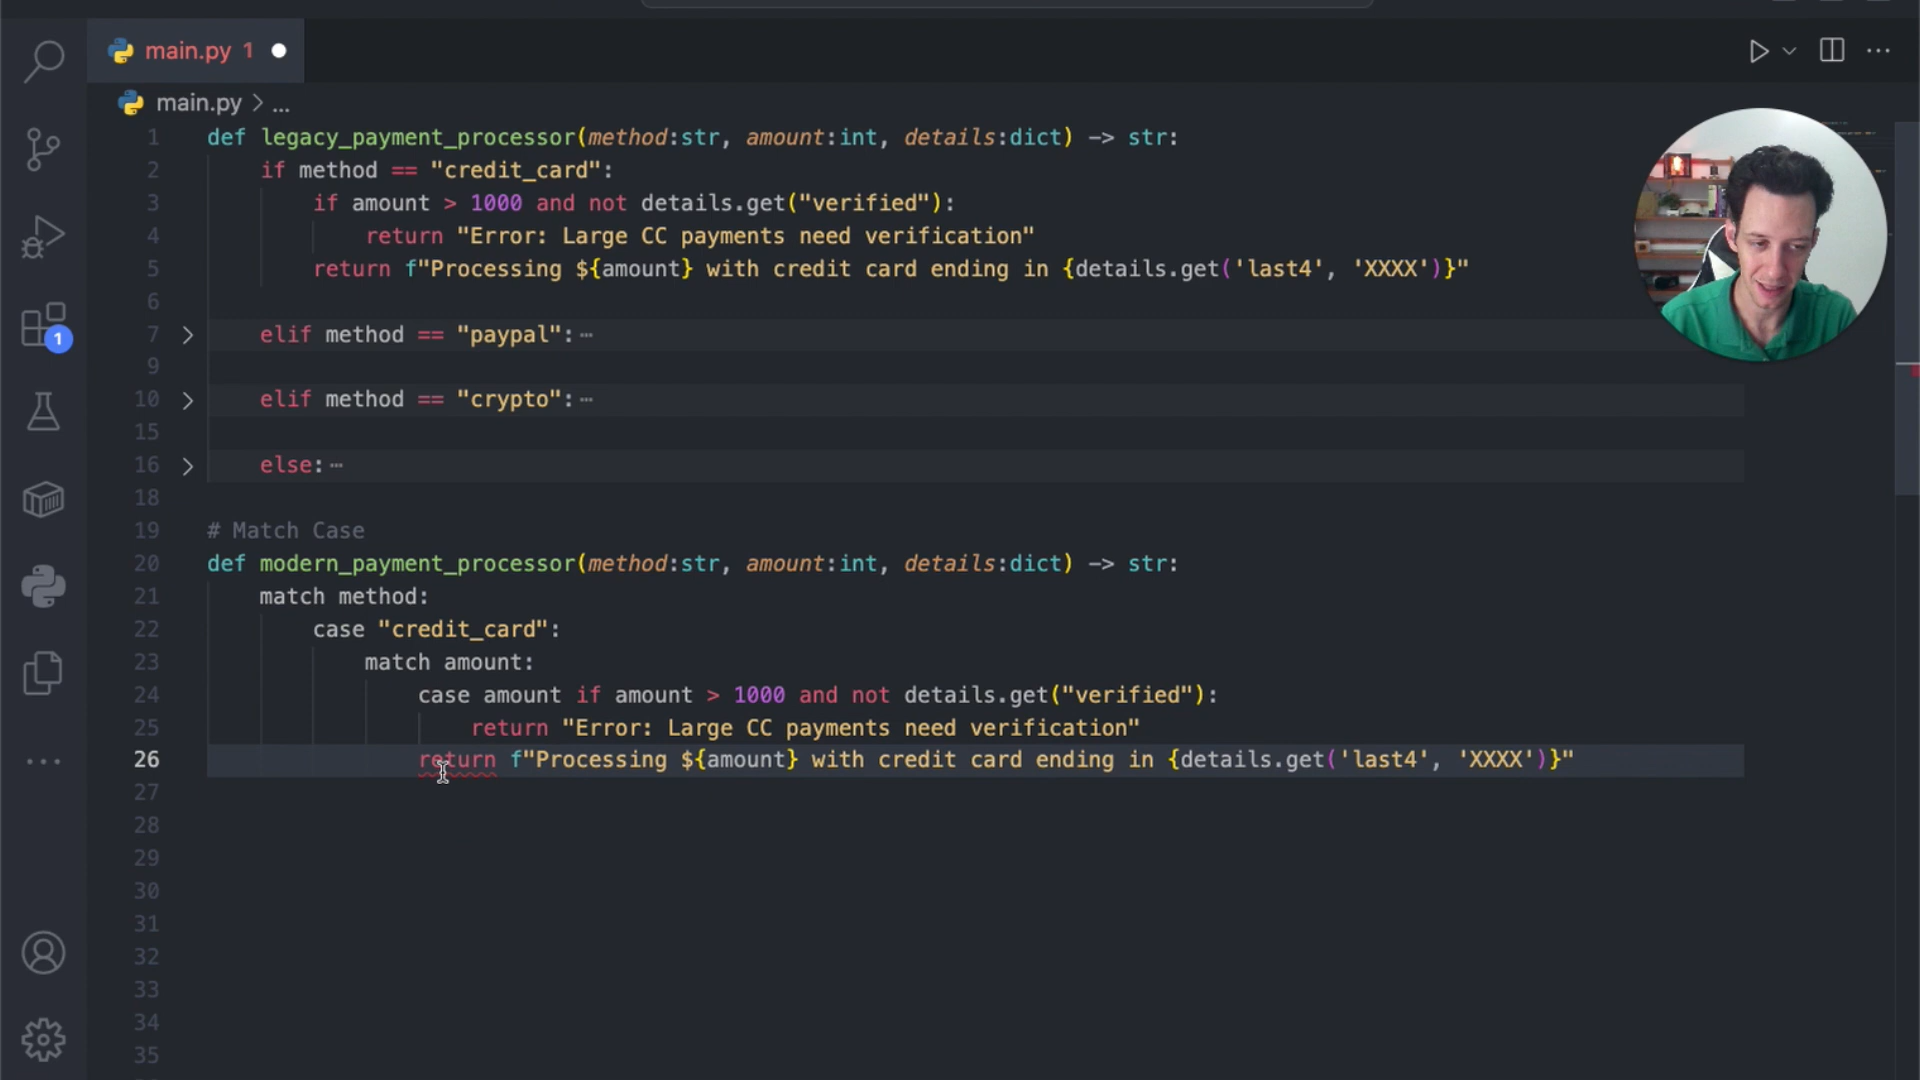 main.py 1
main.py > ...
1 def legacy_payment_processor(method:str, amount:int, details:dict) -> str:
2 if method == "credit_card":
3 if amount > 1000 and not details.get("verified"):
4 return "Error: Large CC payments need verification"
5 return f"Processing ${amount} with credit card ending in {details.get('last4', 'XXXX')}"
6
7 > elif method == "paypal": ⋯
9
10 > elif method == "crypto": ⋯
15
16 > else: ⋯
18
19 # Match Case
20 def modern_payment_processor(method:str, amount:int, details:dict) -> str:
21 match method:
22 case "credit_card":
23 match amount:
24 case amount if amount > 1000 and not details.get("verified"):
25 return "Error: Large CC payments need verification"
26 return f"Processing ${amount} with credit card ending in {details.get('last4', 'XXXX')}"
27
28
29
30
31
32
33
34
35
1